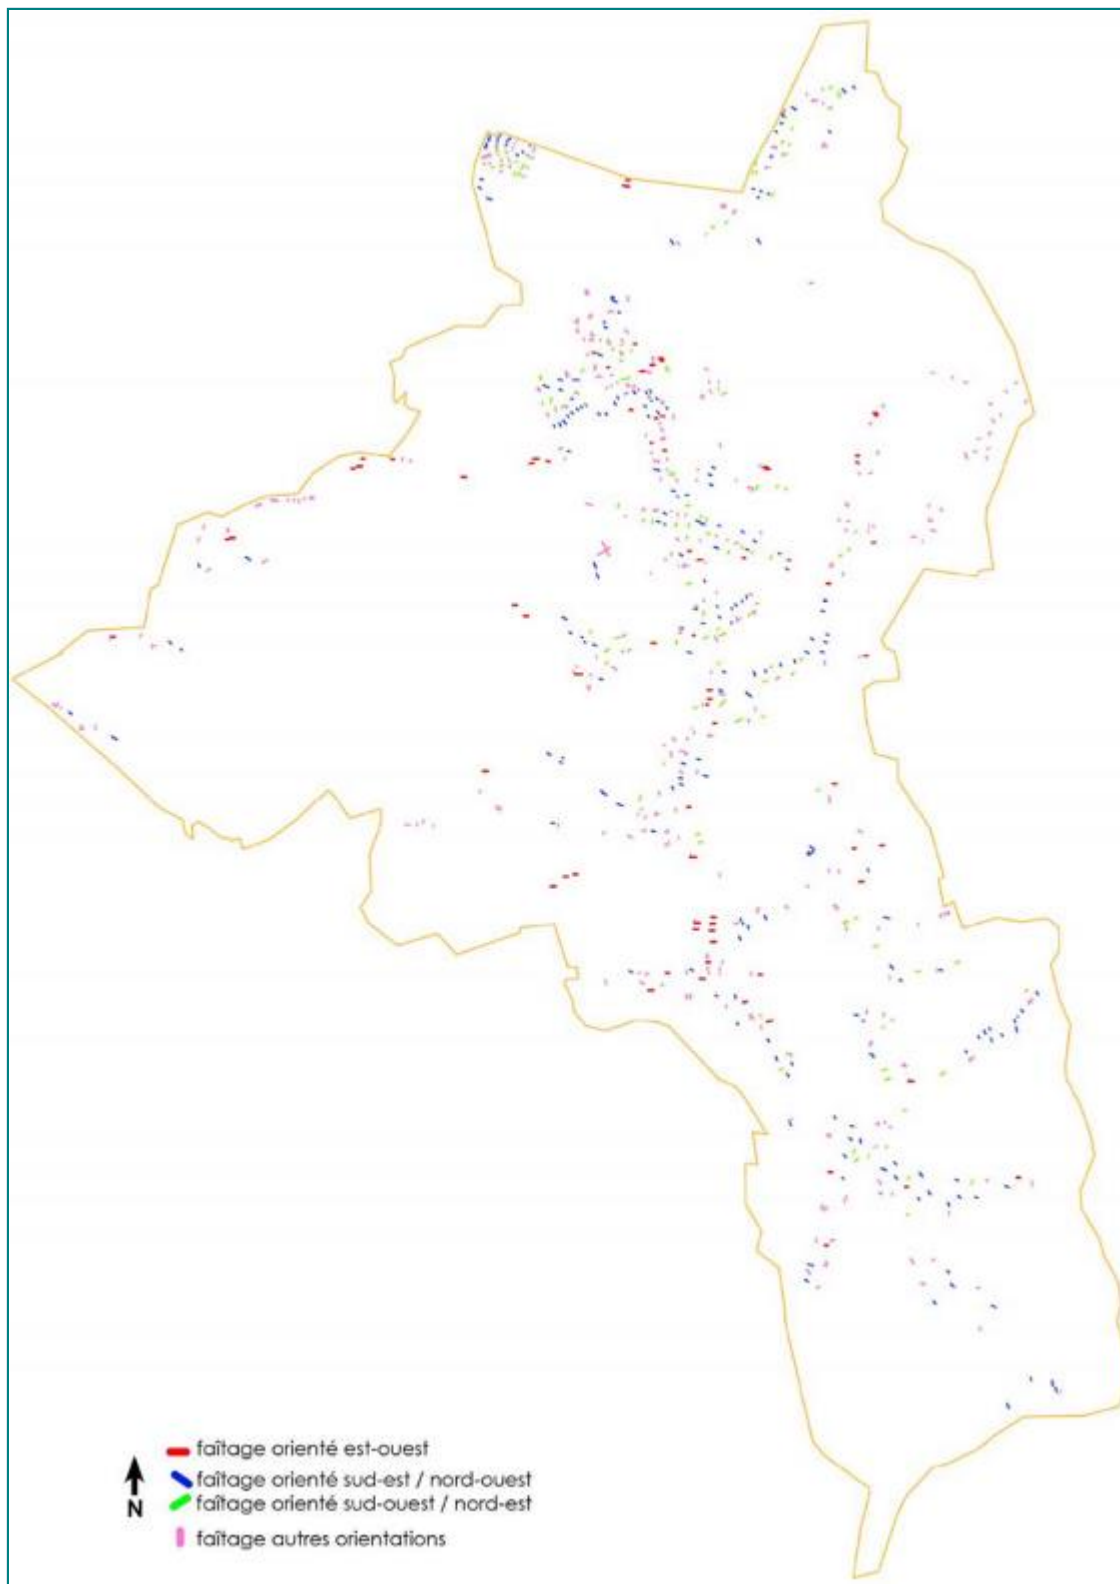 faîtage orienté est-ouest
faîtage orienté sud-est / nord-ouest
faîtage orienté sud-ouest / nord-est
N
faîtage autres orientations